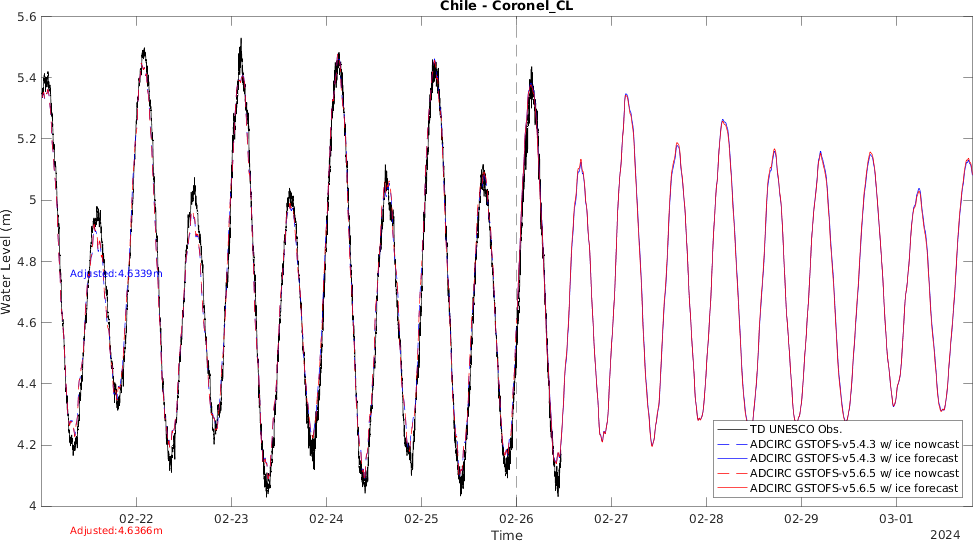 Chile - Coronel_CL
5.6
5.4
5.2
5
4.8
4.6
4.4
4.2
4
Water Level (m)
Adjusted:4.6339m
Adjusted:4.6366m
TD UNESCO Obs.
ADCIRC GSTOFS-v5.4.3 w/ ice nowcast
ADCIRC GSTOFS-v5.4.3 w/ ice forecast
ADCIRC GSTOFS-v5.6.5 w/ ice nowcast
ADCIRC GSTOFS-v5.6.5 w/ ice forecast
02-22 02-23 02-24 02-25 02-26 02-27 02-28 02-29 03-01
Time
2024